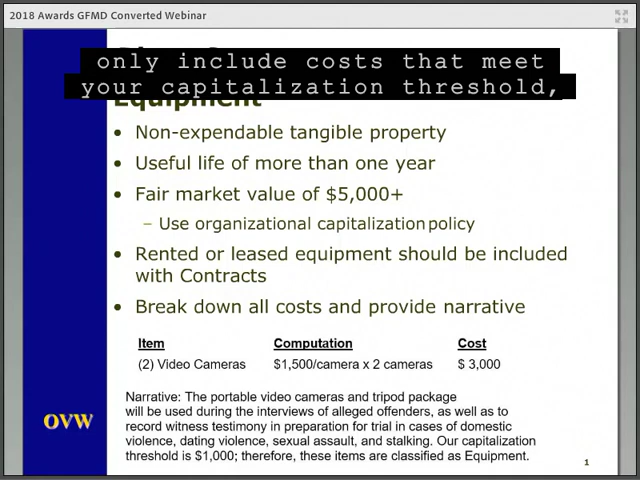 2018 Awards GFMD Converted Webinar
only include costs that meet
your capitalization threshold,
Equipment
• Non-expendable tangible property
• Useful life of more than one year
• Fair market value of $5,000+
– Use organizational capitalization policy
• Rented or leased equipment should be included
with Contracts
• Break down all costs and provide narrative
Item Computation Cost
(2) Video Cameras $1,500/camera x 2 cameras $ 3,000
Narrative: The portable video cameras and tripod package
will be used during the interviews of alleged offenders, as well as to
record witness testimony in preparation for trial in cases of domestic
violence, dating violence, sexual assault, and stalking. Our capitalization
threshold is $1,000; therefore, these items are classified as Equipment.
OVW
1